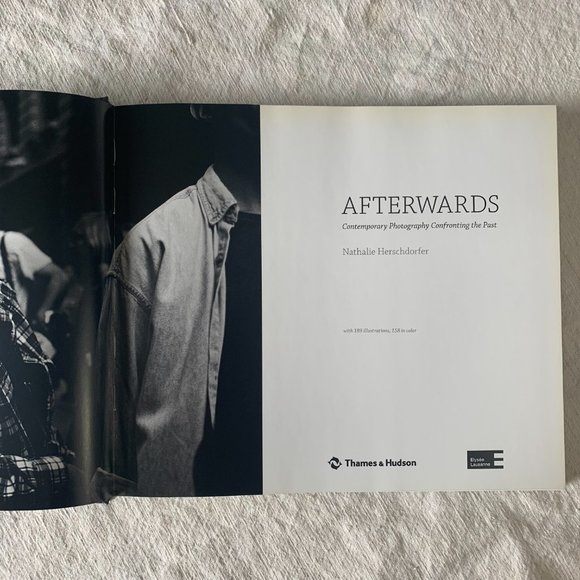 AFTERWARDS
Contemporary Photography Confronting the Past
Nathalie Herschdorfer
with 189 illustrations, 158 in color
Thames & Hudson
Elysée
Lausanne